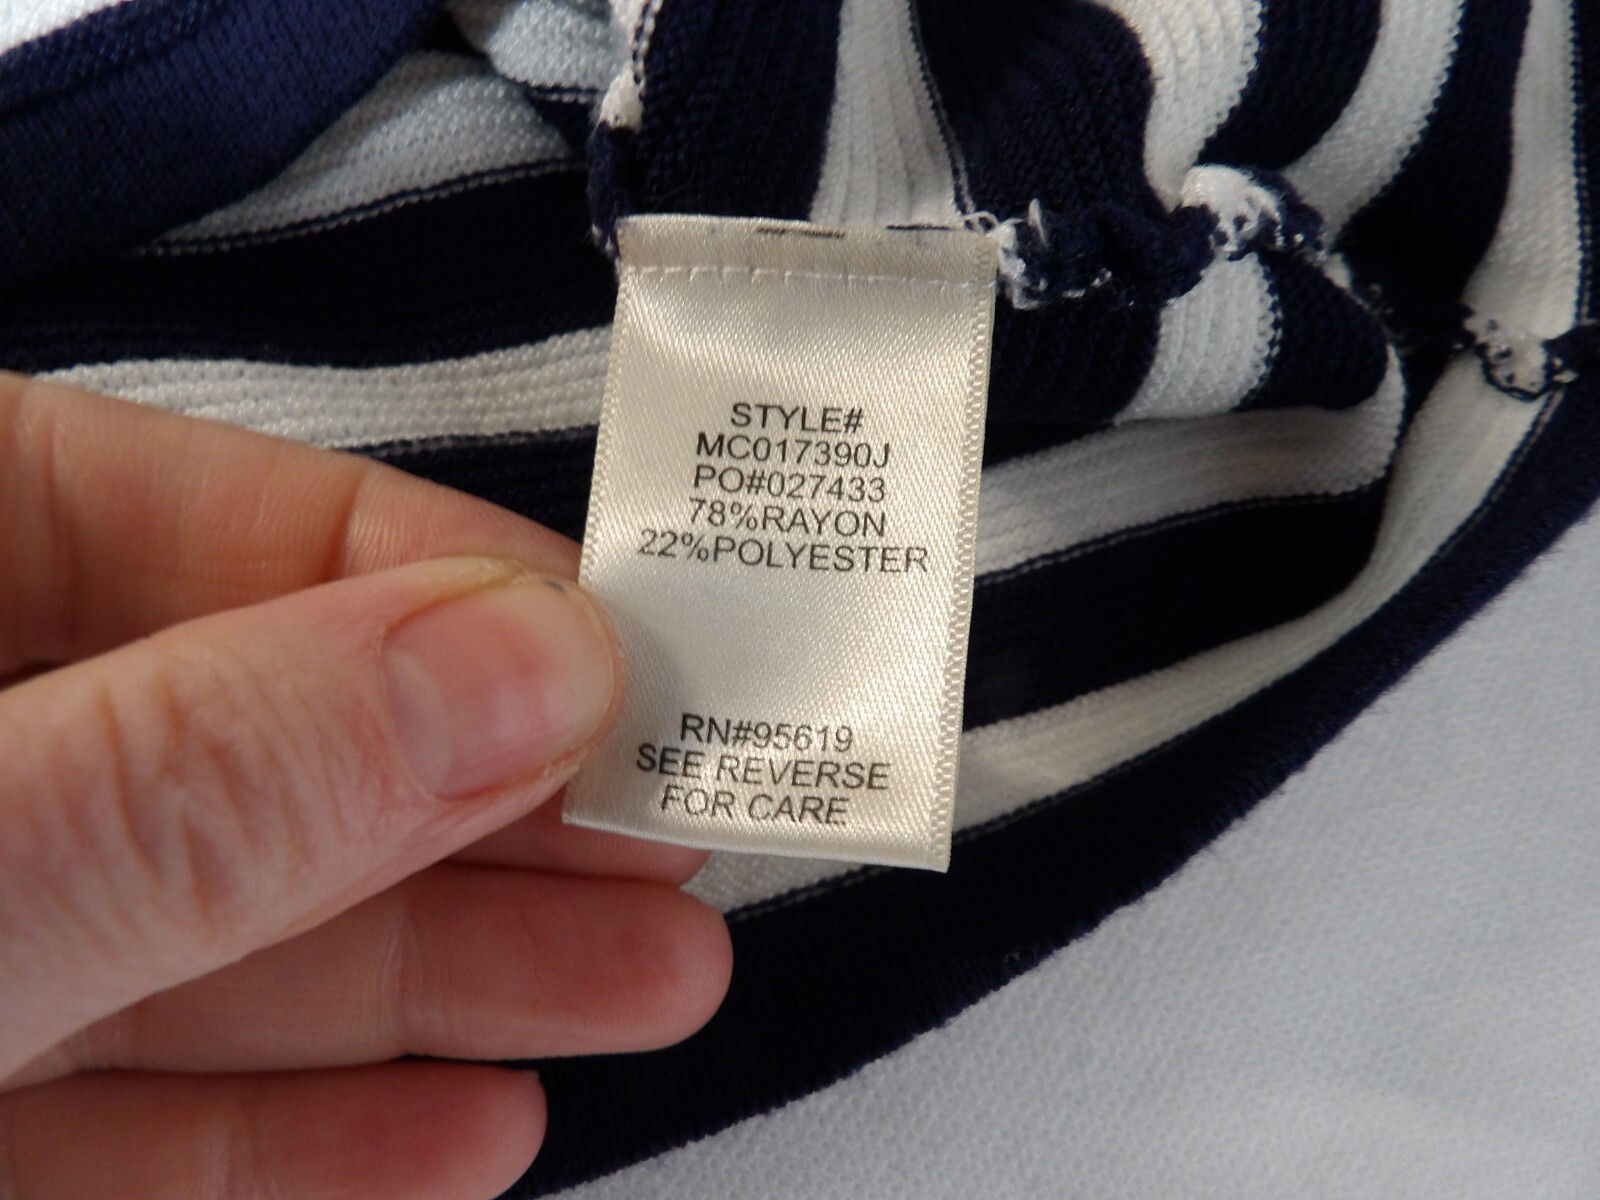 STYLE#
MC017390J
PO#027433
78%RAYON
22%POLYESTER
RN#95619
SEE REVERSE
FOR CARE